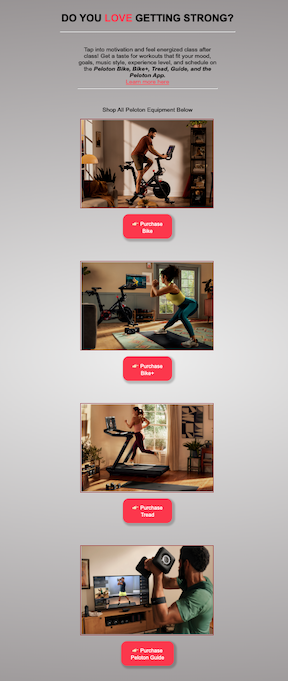 DO YOU LOVE GETTING STRONG?
Tap into motivation and feel energized class after
class! Get a taste for workouts that fit your mood,
goals, music style, experience level, and schedule on
the Peloton Bike, Bike+, Tread, Guide, and the
Peloton App.
Learn more here
Shop All Peloton Equipment Below
Purchase
Bike
Purchase
Bike+
Purchase
Tread
Purchase
Peloton Guide